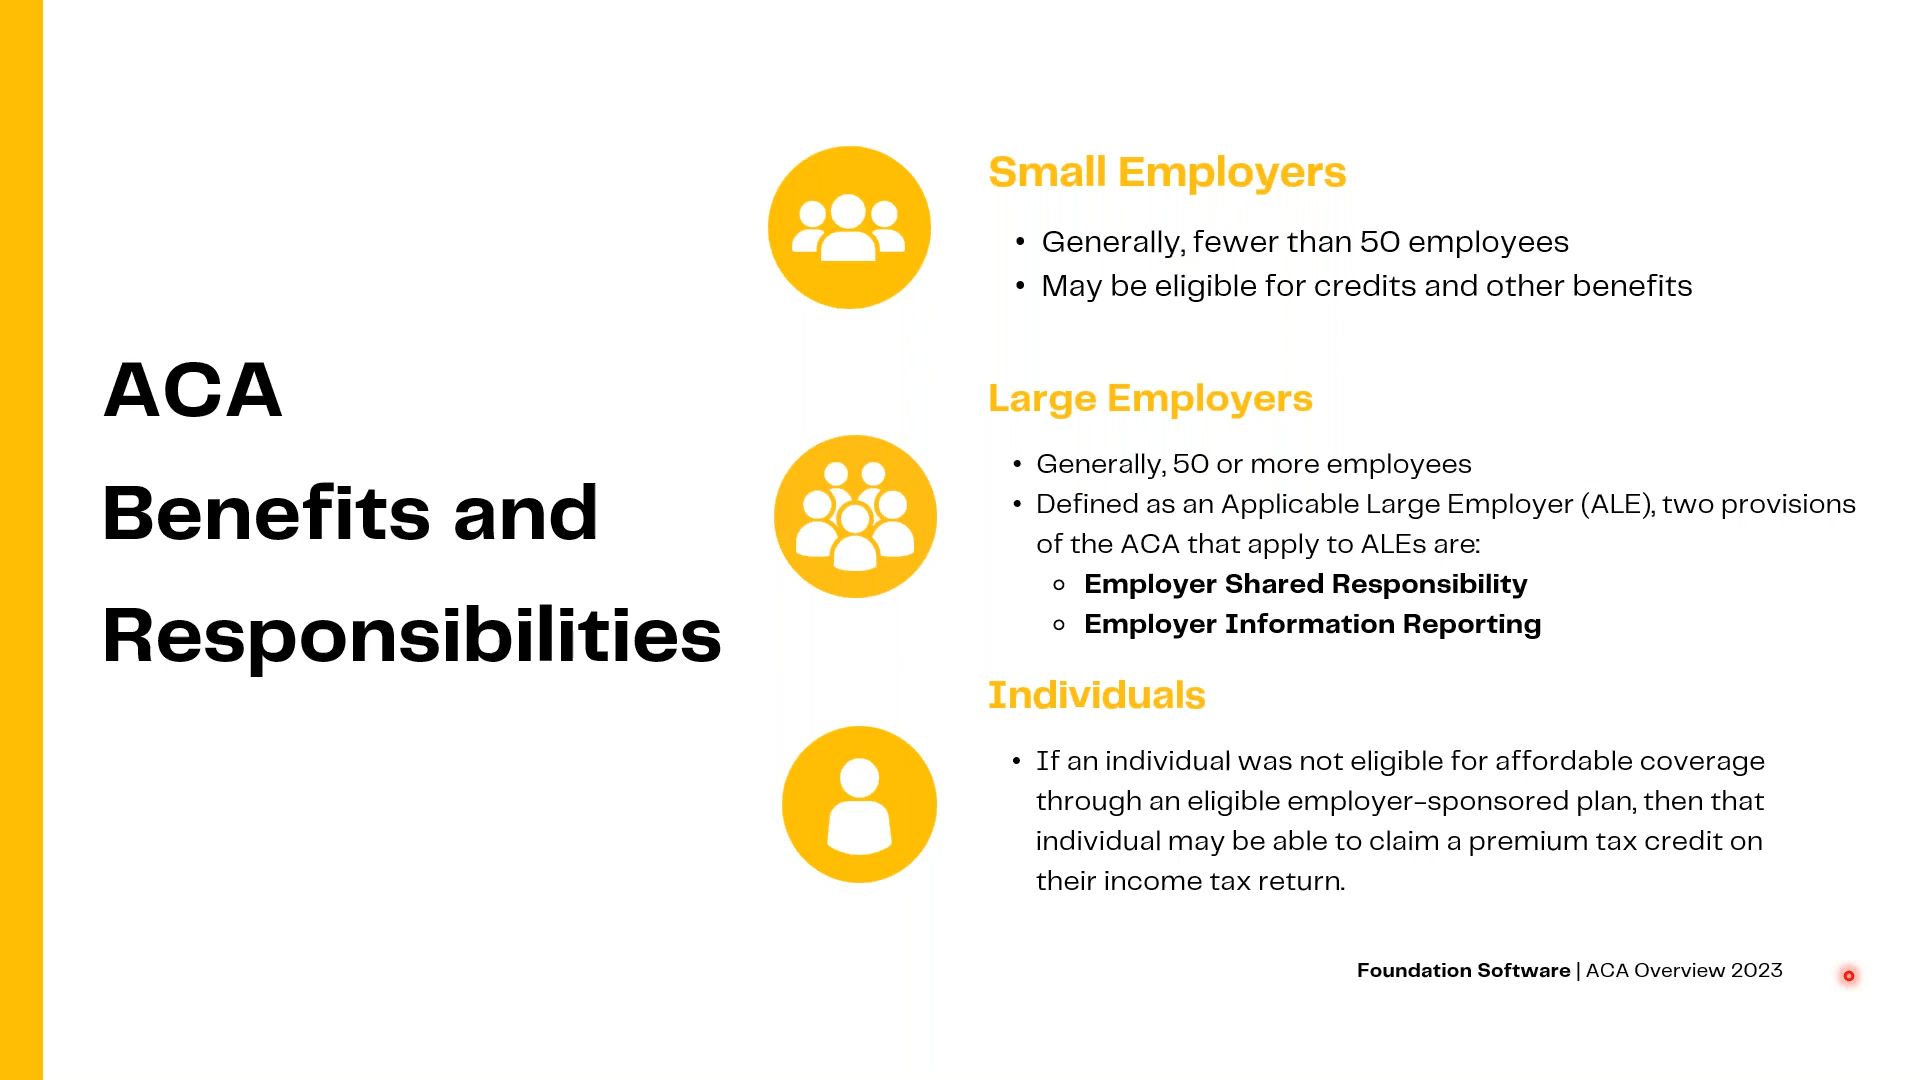 ACA
Benefits and
Responsibilities
Small Employers
• Generally, fewer than 50 employees
• May be eligible for credits and other benefits
Large Employers
• Generally, 50 or more employees
• Defined as an Applicable Large Employer (ALE), two provisions
of the ACA that apply to ALEs are:
◦ Employer Shared Responsibility
◦ Employer Information Reporting
Individuals
• If an individual was not eligible for affordable coverage
through an eligible employer-sponsored plan, then that
individual may be able to claim a premium tax credit on
their income tax return.
Foundation Software | ACA Overview 2023